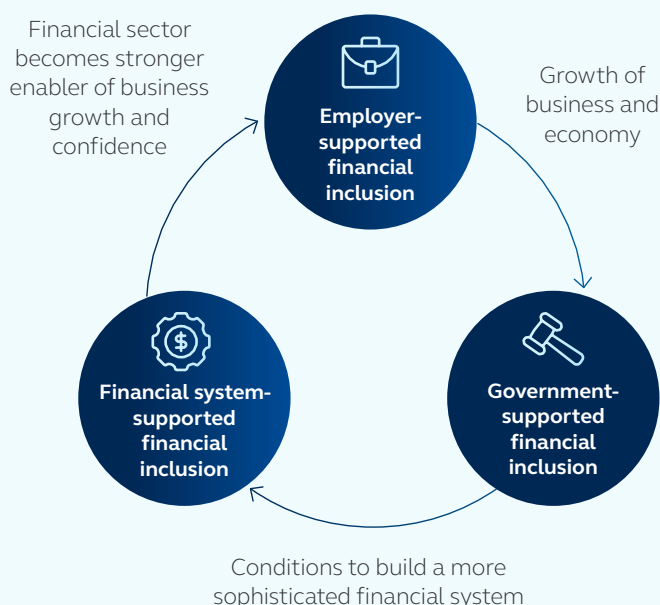 Financial sector
becomes stronger
enabler of business
growth and
confidence
Employer-
supported
financial
inclusion
Growth of
business and
economy
Financial system-
supported
financial
inclusion
Government-
supported
financial
inclusion
Conditions to build a more
sophisticated financial system